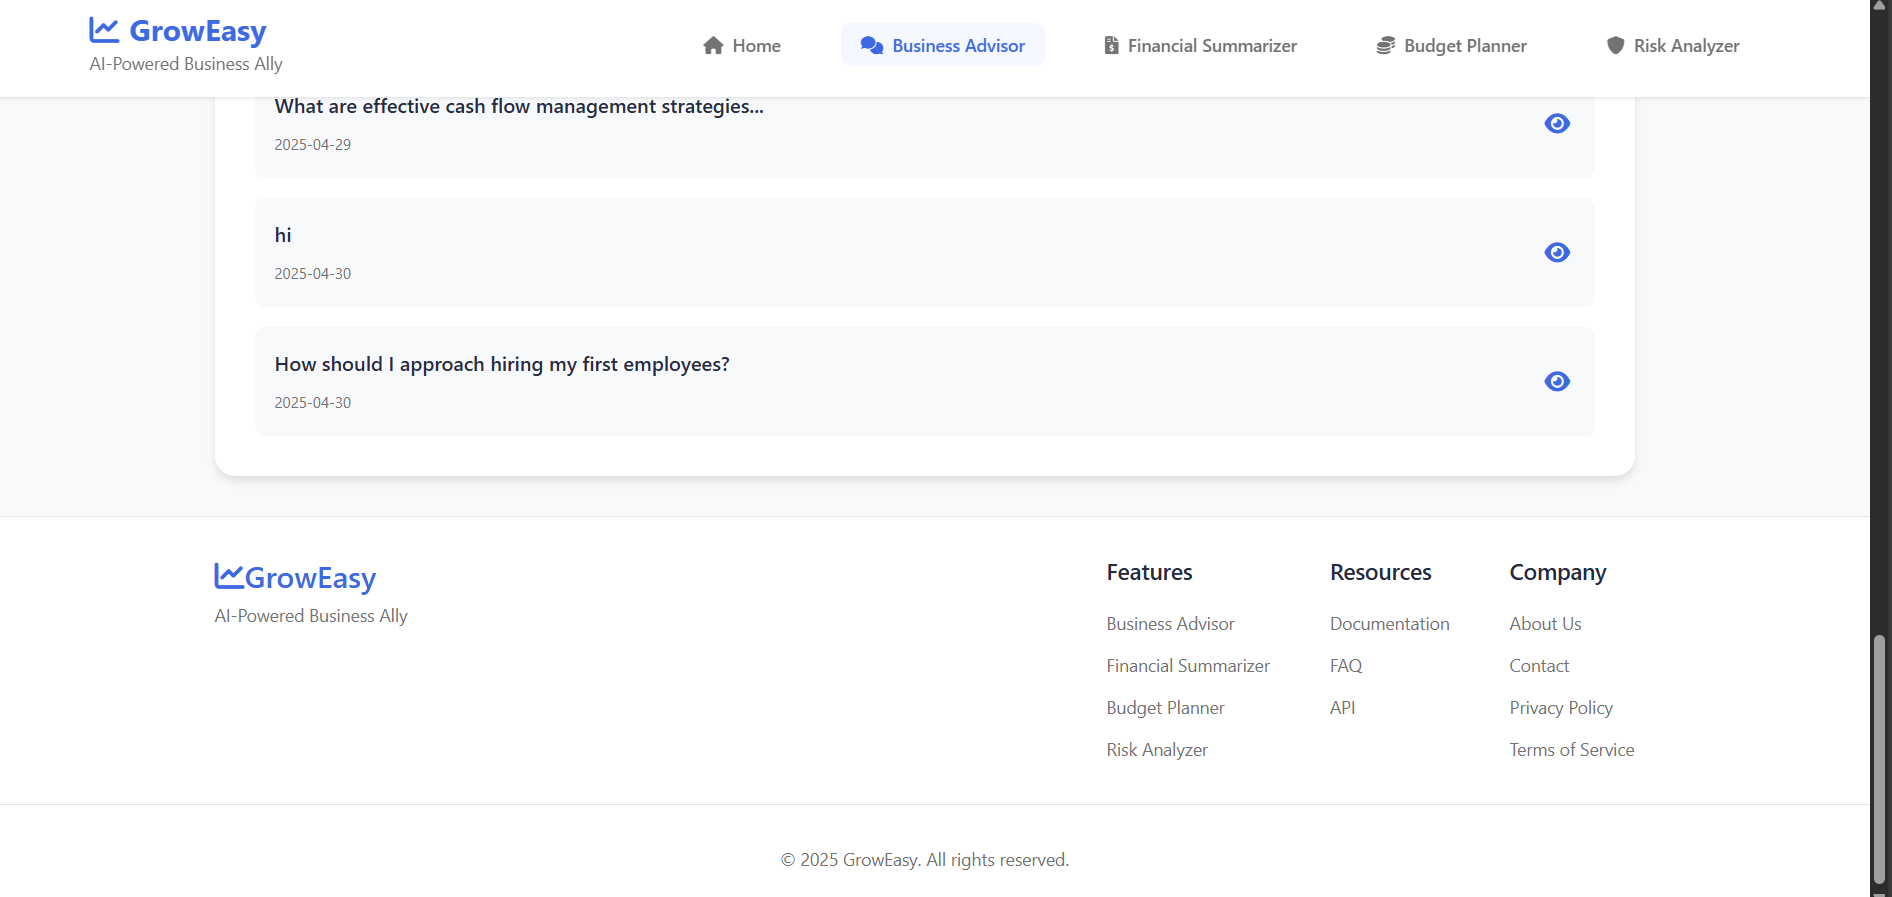 GrowEasy
AI-Powered Business Ally
Home
Business Advisor
Financial Summarizer
Budget Planner
Risk Analyzer
What are effective cash flow management strategies...
2025-04-29
hi
2025-04-30
How should I approach hiring my first employees?
2025-04-30
GrowEasy
AI-Powered Business Ally
Features
Business Advisor
Financial Summarizer
Budget Planner
Risk Analyzer
Resources
Documentation
FAQ
API
Company
About Us
Contact
Privacy Policy
Terms of Service
© 2025 GrowEasy. All rights reserved.